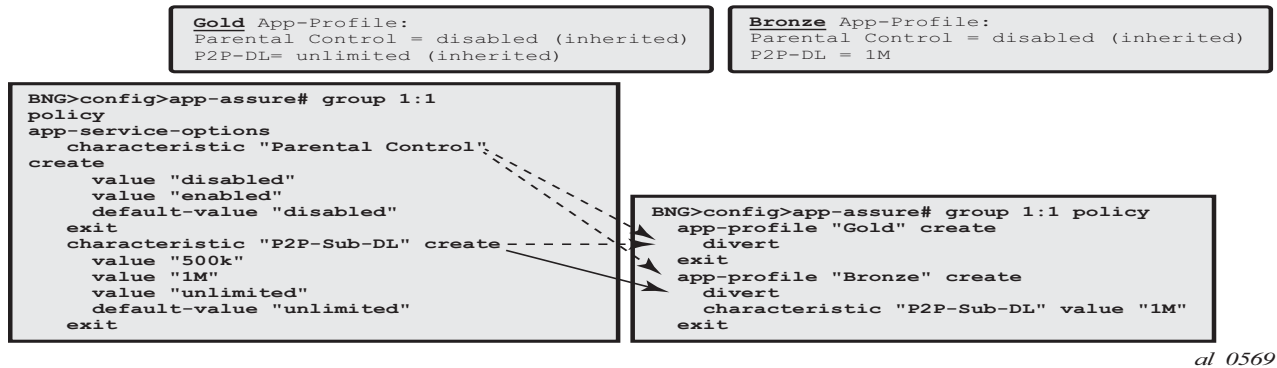 Gold App-Profile:
Parental Control = disabled (inherited)
P2P-DL= unlimited (inherited)
Bronze App-Profile:
Parental Control = disabled (inherited)
P2P-DL = 1M
BNG>config>app-assure# group 1:1
policy
app-service-options
characteristic "Parental Control"
create
value "disabled"
value "enabled"
default-value "disabled"
exit
characteristic "P2P-Sub-DL" create
value "500k"
value "1M"
value "unlimited"
default-value "unlimited"
exit
BNG>config>app-assure# group 1:1 policy
app-profile "Gold" create
divert
exit
app-profile "Bronze" create
divert
characteristic "P2P-Sub-DL" value "1M"
exit
al_0569